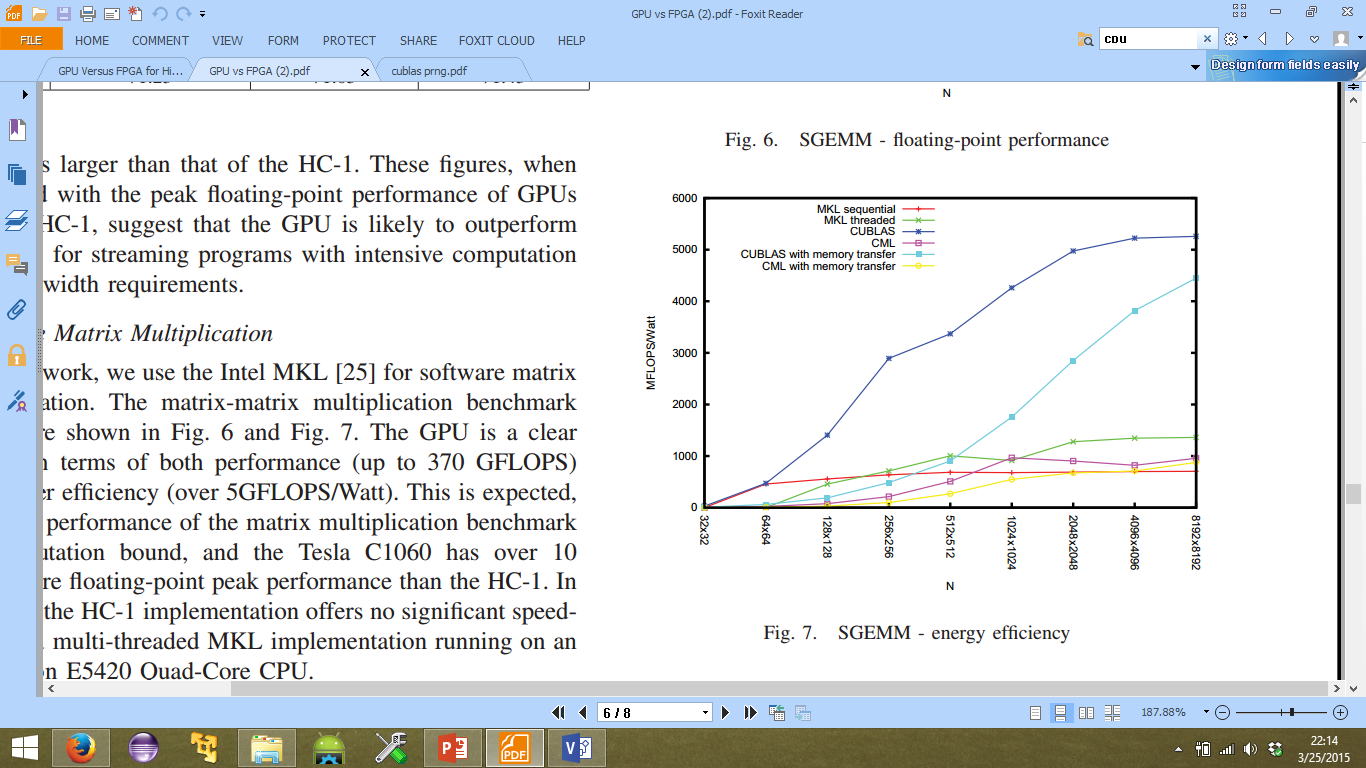 GPU vs FPGA (2).pdf - Foxit Reader
FILE HOME COMMENT VIEW FORM PROTECT SHARE FOXIT CLOUD HELP
CDU
GPU Versus FPGA for Hi... GPU vs FPGA (2).pdf cublas prng.pdf
Design form fields easily
s larger than that of the HC-1. These figures, when
with the peak floating-point performance of GPUs
HC-1, suggest that the GPU is likely to outperform
for streaming programs with intensive computation
width requirements.
Matrix Multiplication
work, we use the Intel MKL [25] for software matrix
ation. The matrix-matrix multiplication benchmark
re shown in Fig. 6 and Fig. 7. The GPU is a clear
n terms of both performance (up to 370 GFLOPS)
er efficiency (over 5GFLOPS/Watt). This is expected,
performance of the matrix multiplication benchmark
utation bound, and the Tesla C1060 has over 10
re floating-point peak performance than the HC-1. In
the HC-1 implementation offers no significant speed-
multi-threaded MKL implementation running on an
n E5420 Quad-Core CPU.
N
Fig. 6. SGEMM - floating-point performance
MKL sequential
MKL threaded
CUBLAS
CML
CUBLAS with memory transfer
CML with memory transfer
6000
5000
4000
3000
2000
1000
0
MFLOPS/Watt
32x32
64x64
128x128
256x256
512x512
1024x1024
2048x2048
4096x4096
8192x8192
N
Fig. 7. SGEMM - energy efficiency
6 / 8
187.88%
22:14
3/25/2015